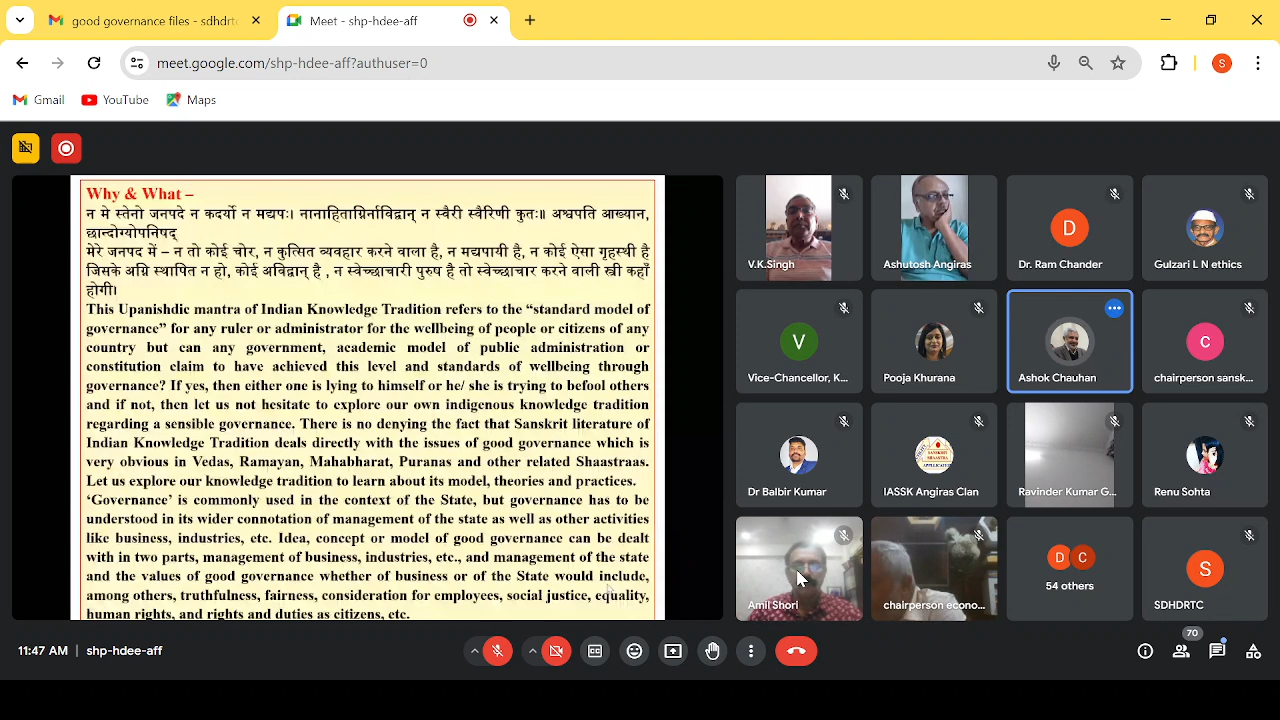 good governance files - sdhdrtc
Meet - shp-hdee-aff
meet.google.com/shp-hdee-aff?authuser=0
S
Gmail
YouTube
Maps
Why & What –
न मे स्तेनो जनपदे न कदर्यो न मद्यपः। नानाहिताग्निर्नाविद्वान् न स्वैरी स्वैरिणी कुतः॥ अश्वपति आख्यान,
छान्दोग्योपनिषद्
मेरे जनपद में – न तो कोई चोर, न कुत्सित व्यवहार करने वाला है, न मद्यपायी है, न कोई ऐसा गृहस्थी है
जिसके अग्नि स्थापित न हो, कोई अविद्वान् है , न स्वेच्छाचारी पुरुष है तो स्वेच्छाचार करने वाली स्त्री कहाँ
होगी।
This Upanishdic mantra of Indian Knowledge Tradition refers to the “standard model of
governance” for any ruler or administrator for the wellbeing of people or citizens of any
country but can any government, academic model of public administration or
constitution claim to have achieved this level and standards of wellbeing through
governance? If yes, then either one is lying to himself or he/ she is trying to befool others
and if not, then let us not hesitate to explore our own indigenous knowledge tradition
regarding a sensible governance. There is no denying the fact that Sanskrit literature of
Indian Knowledge Tradition deals directly with the issues of good governance which is
very obvious in Vedas, Ramayan, Mahabharat, Puranas and other related Shaastraas.
Let us explore our knowledge tradition to learn about its model, theories and practices.
‘Governance’ is commonly used in the context of the State, but governance has to be
understood in its wider connotation of management of the state as well as other activities
like business, industries, etc. Idea, concept or model of good governance can be dealt
with in two parts, management of business, industries, etc., and management of the state
and the values of good governance whether of business or of the State would include,
among others, truthfulness, fairness, consideration for employees, social justice, equality,
human rights, and rights and duties as citizens, etc.
V.K.Singh
Ashutosh Angiras
D
Dr. Ram Chander
Gulzari L N ethics
V
Vice-Chancellor, K...
Pooja Khurana
Ashok Chauhan
c
chairperson sansk...
Dr Balbir Kumar
SANSKRIT
SHAASTRA
APPLICATION
IASSK Angiras Clan
Ravinder Kumar G...
Renu Sohta
Amil Shori
chairperson econo...
D C
54 others
S
SDHDRTC
11:47 AM | shp-hdee-aff
70